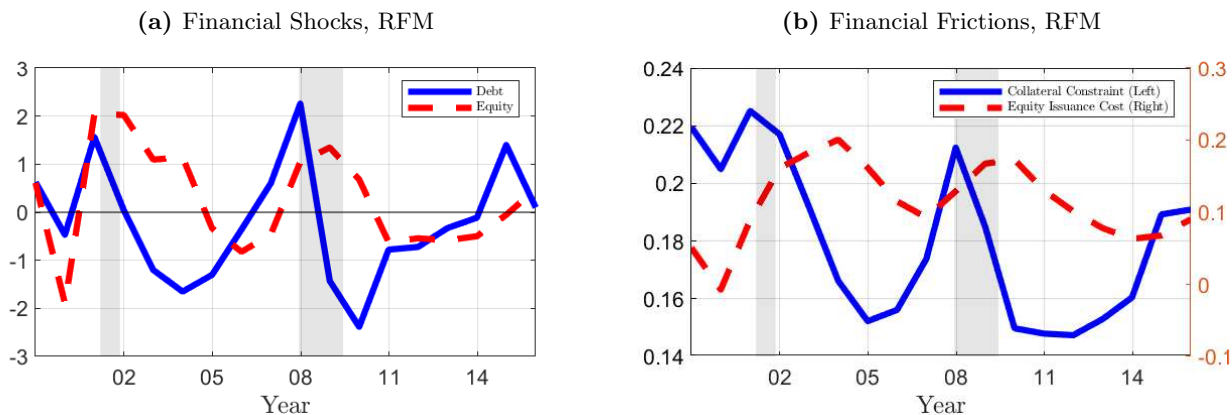 (a) Financial Shocks, RFM
3
2
1
0
-1
-2
-3
Debt
Equity
02 05 08 11 14
Year
(b) Financial Frictions, RFM
0.24
0.22
0.2
0.18
0.16
0.14
Collateral Constraint (Left)
Equity Issuance Cost (Right)
0.3
0.2
0.1
0
-0.1
02 05 08 11 14
Year